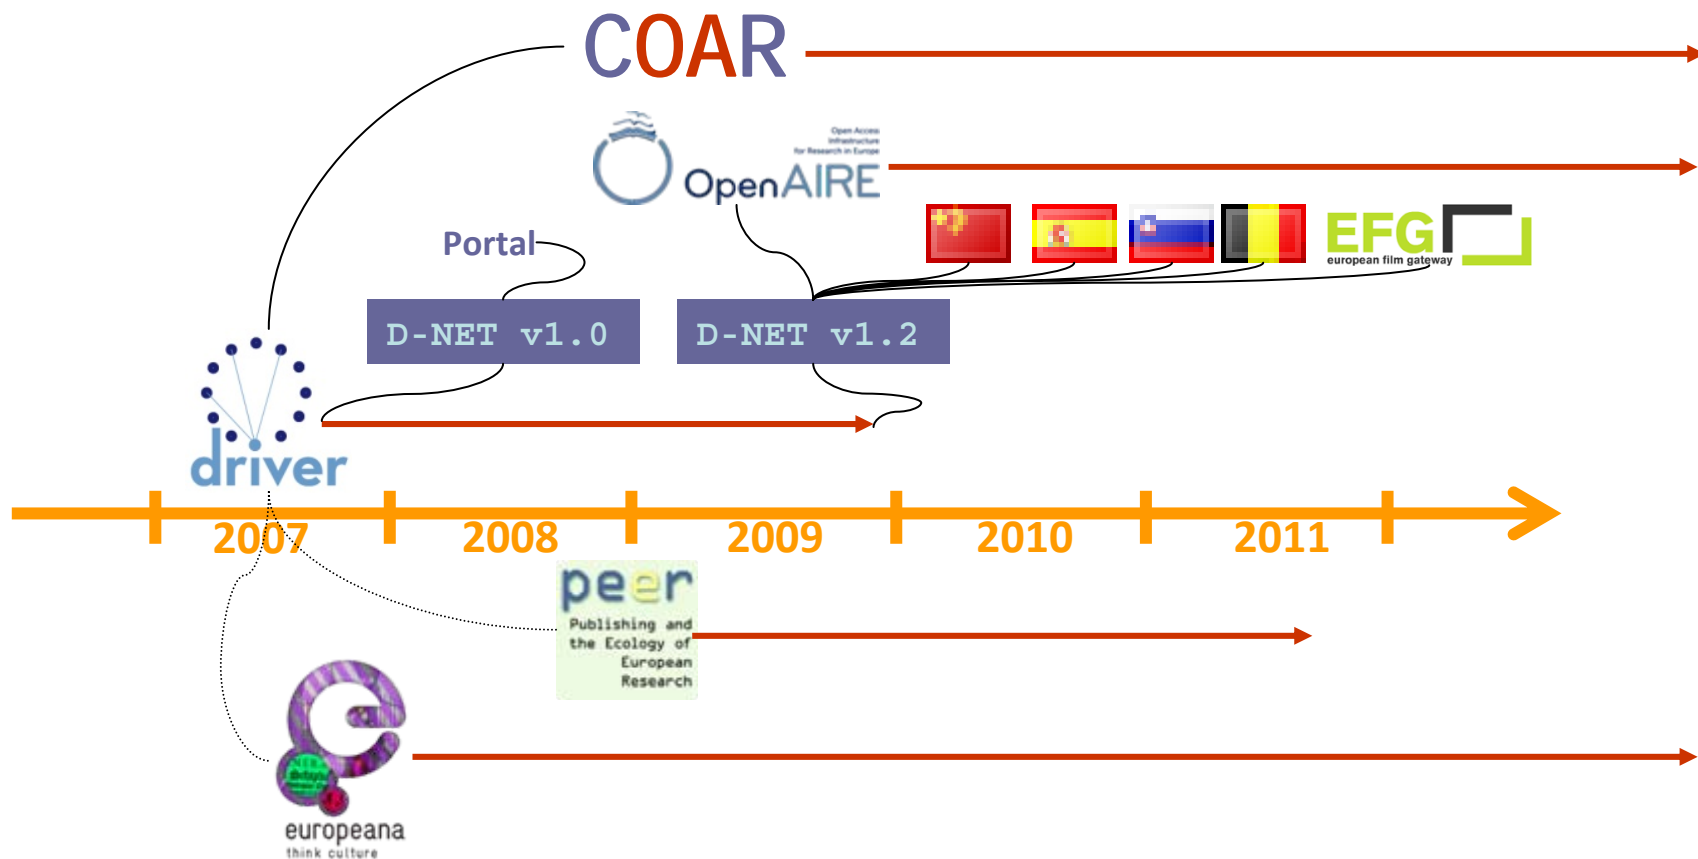 COAR
Open Access
Infrastructure
for Research in Europe
OpenAIRE
Portal
EFG
european film gateway
D-NET v1.0
D-NET v1.2
driver
2007
2008
2009
2010
2011
peer
Publishing and
the Ecology of
European
Research
europeana
think culture